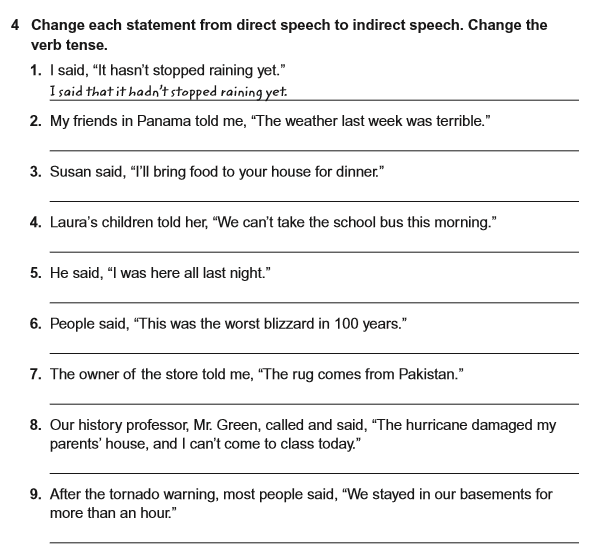 4 Change each statement from direct speech to indirect speech. Change the
verb tense.
1. I said, “It hasn’t stopped raining yet.”
I said that it hadn’t stopped raining yet.
2. My friends in Panama told me, “The weather last week was terrible.”
3. Susan said, “I’ll bring food to your house for dinner.”
4. Laura’s children told her, “We can’t take the school bus this morning.”
5. He said, “I was here all last night.”
6. People said, “This was the worst blizzard in 100 years.”
7. The owner of the store told me, “The rug comes from Pakistan.”
8. Our history professor, Mr. Green, called and said, “The hurricane damaged my
parents’ house, and I can’t come to class today.”
9. After the tornado warning, most people said, “We stayed in our basements for
more than an hour.”